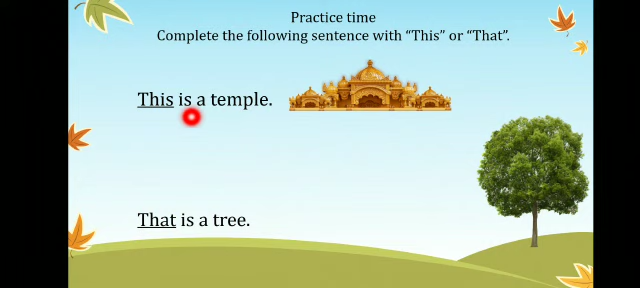 Practice time
Complete the following sentence with “This” or “That”.
This is a temple.
That is a tree.